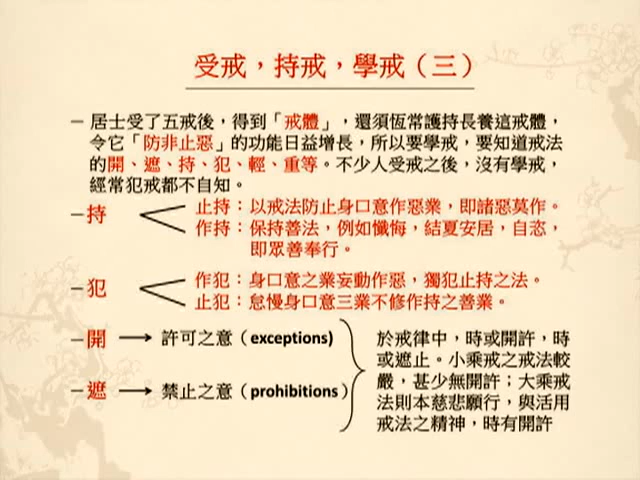 受戒，持戒，學戒（三）
– 居士受了五戒後，得到「戒體」，還須恆常護持長養這戒體，
令它「防非止惡」的功能日益增長，所以要學戒，要知道戒法
的開、遮、持、犯、輕、重等。不少人受戒之後，沒有學戒，
經常犯戒都不自知。
– 持
止持：以戒法防止身口意作惡業，即諸惡莫作。
作持：保持善法，例如懺悔，結夏安居，自恣，
即眾善奉行。
– 犯
作犯：身口意之業妄動作惡，獨犯止持之法。
止犯：怠慢身口意三業不修作持之善業。
– 開 → 許可之意（exceptions)
– 遮 → 禁止之意（prohibitions）
於戒律中，時或開許，時
或遮止。小乘戒之戒法較
嚴，甚少無開許；大乘戒
法則本慈悲願行，與活用
戒法之精神，時有開許